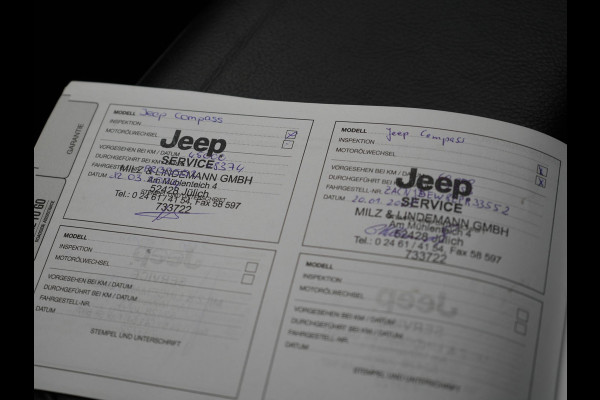 GARANTIE
MODELL Jeep Compass
INSPEKTION
MOTORÖLWECHSEL
VORGESEHEN BEI KM / DATUM
DURCHGEFÜHRT BEI KM
FAHRGESTELL-NR.
DATUM
Jeep
SERVICE
MILZ & LINDEMANN GMBH
Am Mühlenteich 4
52428 Jülich
Tel.: 0 24 61 / 41 54, Fax 58 597
733722
MODELL Jeep Compass
INSPEKTION
MOTORÖLWECHSEL
VORGESEHEN BEI KM / DATUM
DURCHGEFÜHRT BEI KM
FAHRGESTELL-NR.
DATUM
Jeep
SERVICE
MILZ & LINDEMANN GMBH
Am Mühlenteich 4
52428 Jülich
Tel.: 0 24 61 / 41 54, Fax 58 597
733722
MODELL
INSPEKTION
MOTORÖLWECHSEL
VORGESEHEN BEI KM / DATUM
DURCHGEFÜHRT BEI KM / DATUM
FAHRGESTELL-NR.
DATUM
STEMPEL UND UNTERSCHRIFT
MODELL
INSPEKTION
MOTORÖLWECHSEL
VORGESEHEN BEI KM / DATUM
DURCHGEFÜHRT BEI KM / DATUM
FAHRGESTELL-NR.
DATUM
STEMPEL UND UNTERSCHRIFT